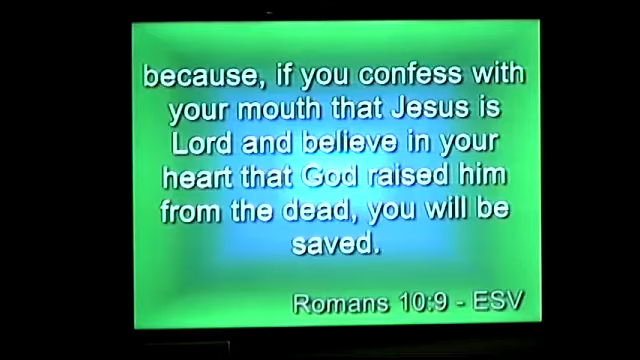 because, if you confess with
your mouth that Jesus is
Lord and believe in your
heart that God raised him
from the dead, you will be
saved.
Romans 10:9 - ESV